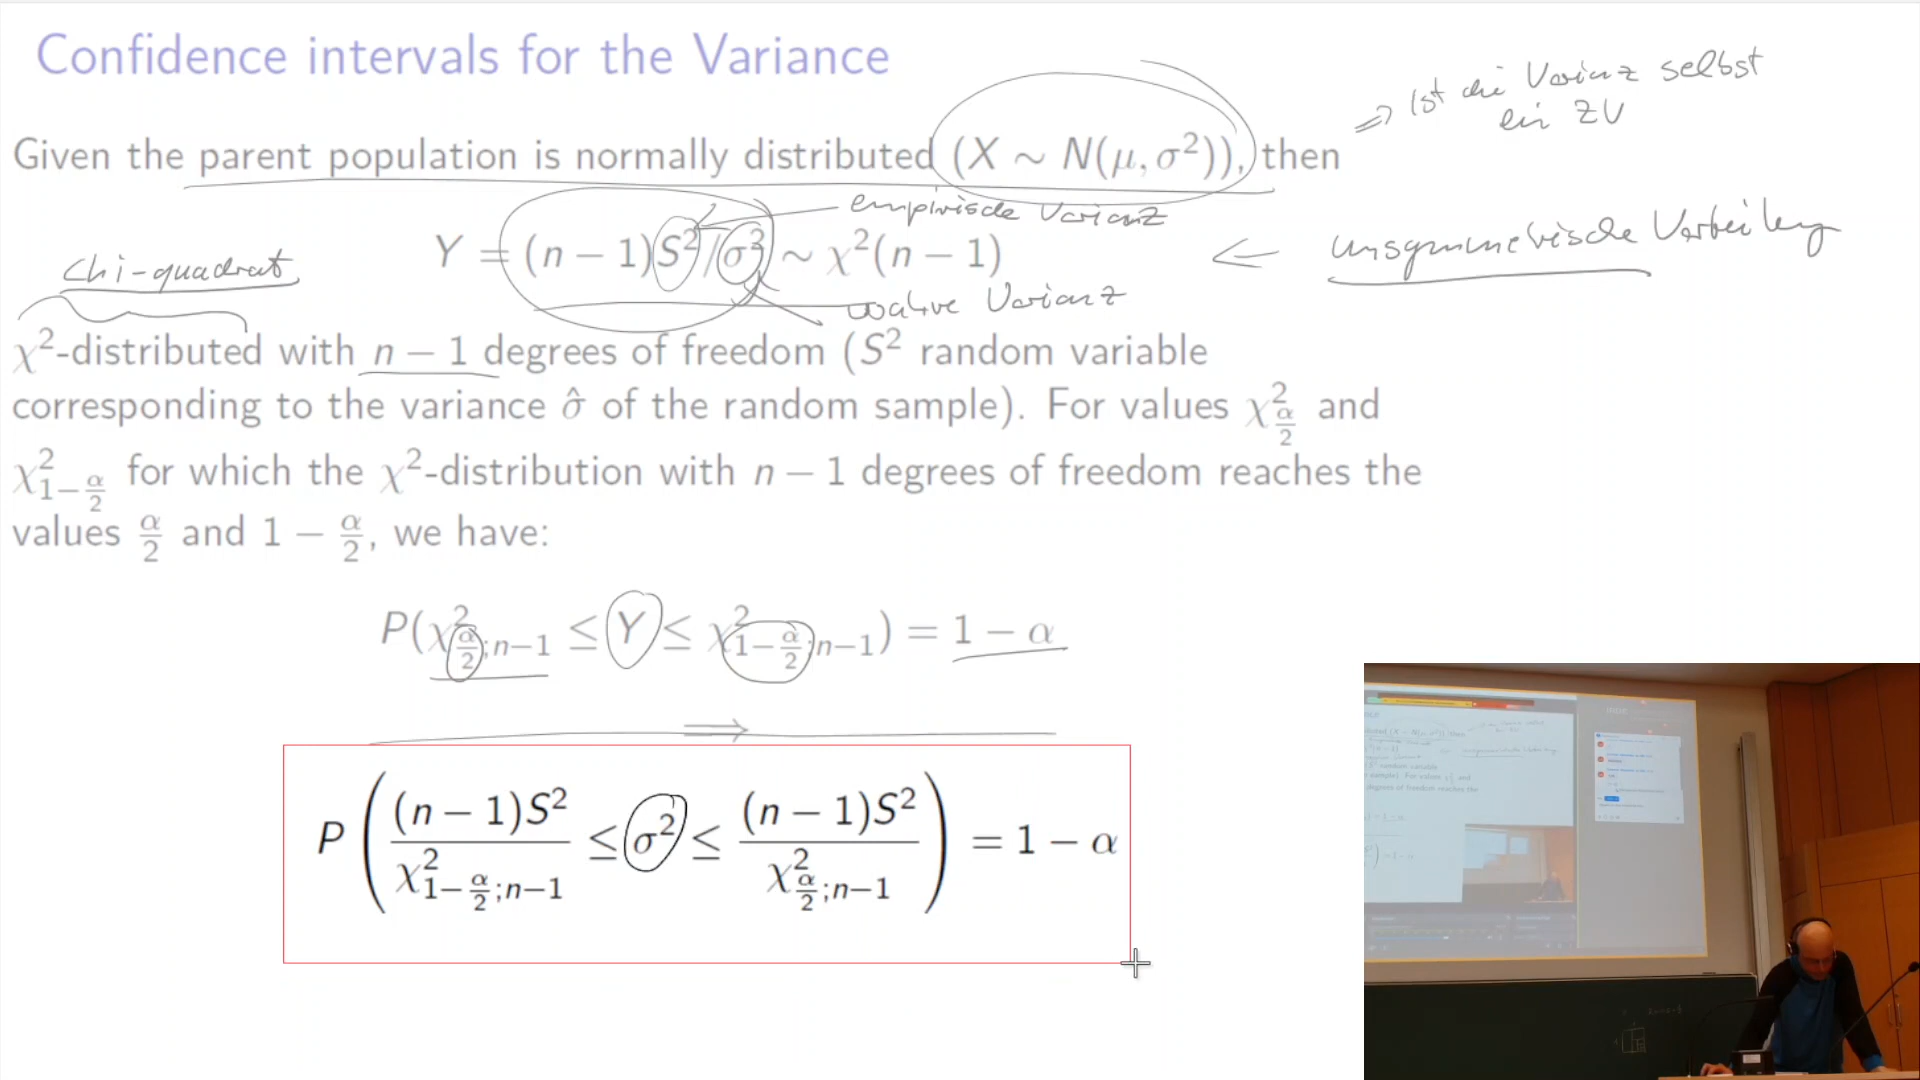 Confidence intervals for the Variance
⇒ Ist die Varianz selbst
ein ZV
Given the parent population is normally distributed (X ∼ N(μ, σ²)), then
empirische Varianz
Y = (n − 1)S²/σ² ∼ χ²(n − 1)
← unsymmetrische Verteilung
Chi-quadrat
wahre Varianz
χ²-distributed with n − 1 degrees of freedom (S² random variable
corresponding to the variance σ̂ of the random sample). For values χ²_{α/2} and
χ²_{1−α/2} for which the χ²-distribution with n − 1 degrees of freedom reaches the
values α/2 and 1 − α/2, we have:
P(χ²_{α/2;n−1} ≤ Y ≤ χ²_{1−α/2;n−1}) = 1 − α
⟹
P((n − 1)S²/χ²_{1−α/2;n−1} ≤ σ² ≤ (n − 1)S²/χ²_{α/2;n−1}) = 1 − α